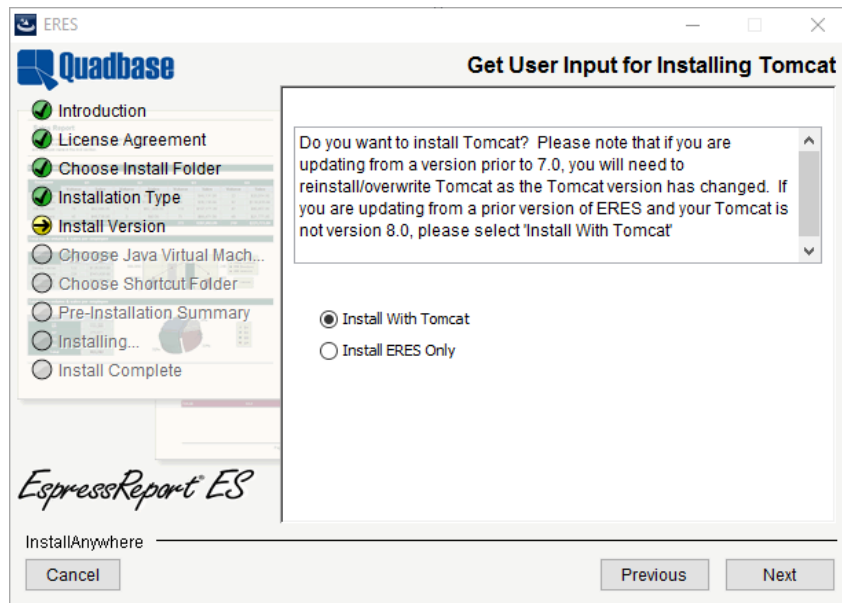 ERES
Quadbase
Get User Input for Installing Tomcat
Introduction
License Agreement
Choose Install Folder
Installation Type
Install Version
Choose Java Virtual Mach...
Choose Shortcut Folder
Pre-Installation Summary
Installing...
Install Complete
Do you want to install Tomcat? Please note that if you are
updating from a version prior to 7.0, you will need to
reinstall/overwrite Tomcat as the Tomcat version has changed. If
you are updating from a prior version of ERES and your Tomcat is
not version 8.0, please select 'Install With Tomcat'
Install With Tomcat
Install ERES Only
EspressReport ES
InstallAnywhere
Cancel
Previous
Next